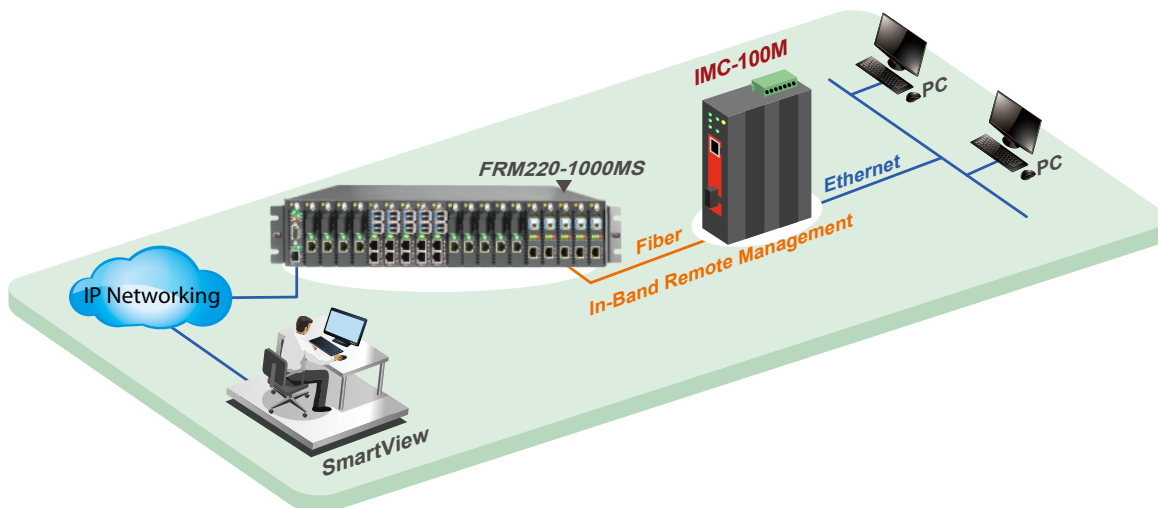 IMC-100M
PC
PC
FRM220-1000MS
Ethernet
Fiber
In-Band Remote Management
IP Networking
SmartView